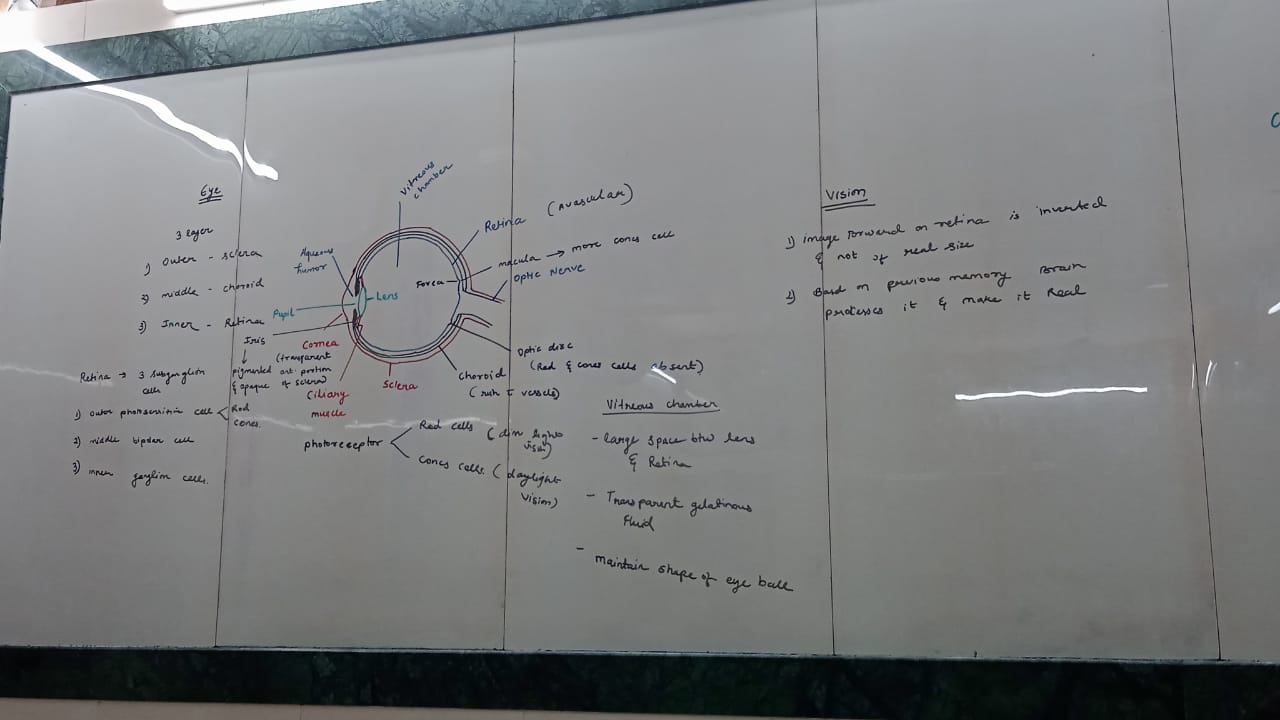 Eye
3 layer
1) outer - sclera
2) middle - choroid
3) Inner - Retina
Retina → 3 subganglion
cells
1) outer photosensitive cell
Rod
cones.
2) middle bipolar cell
3) inner ganglion cells.
Vitreous
chamber
Aqueous
humor
Pupil
Lens
Iris
pigmented
& opaque
Cornea
(transparent
ant. portion
of sclera)
Ciliary
muscle
Sclera
Retina (Avascular)
macula → more cones cell
Fovea
Optic Nerve
Optic disc
(Rod & cones cells absent)
choroid
(rich c̄ vessels)
photoreceptor
Rod cells (dim light
vision)
Cones cells. (daylight
vision)
Vitreous chamber
- large space btw lens
& Retina
- Transparent gelatinous
fluid
- maintain shape of eye ball
Vision
1) image forward on retina is inverted
& not of real size
2) Based on previous memory Brain
processes it & make it Real